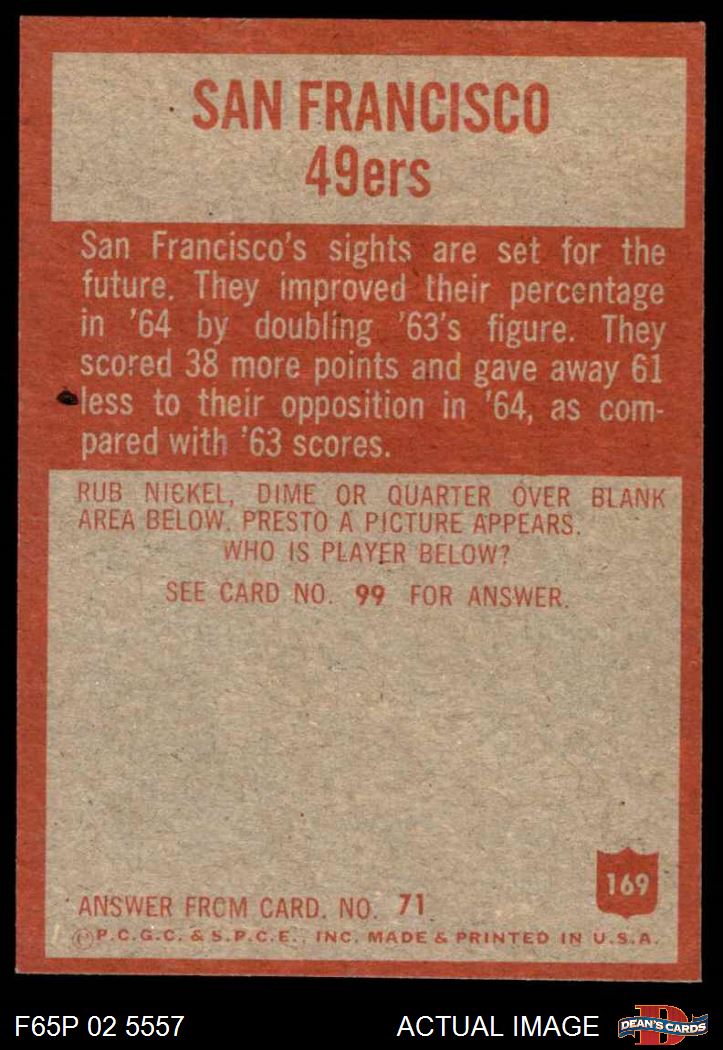 SAN FRANCISCO
49ers
San Francisco's sights are set for the
future. They improved their percentage
in '64 by doubling '63's figure. They
scored 38 more points and gave away 61
less to their opposition in '64, as com-
pared with '63 scores.
RUB NICKEL, DIME OR QUARTER OVER BLANK
AREA BELOW. PRESTO A PICTURE APPEARS.
WHO IS PLAYER BELOW?
SEE CARD NO. 99 FOR ANSWER.
169
ANSWER FROM CARD. NO. 71
©P.C.G.C. & S.P.C.E., INC. MADE & PRINTED IN U.S.A.
F65P 02 5557
ACTUAL IMAGE
D
DEAN'S CARDS